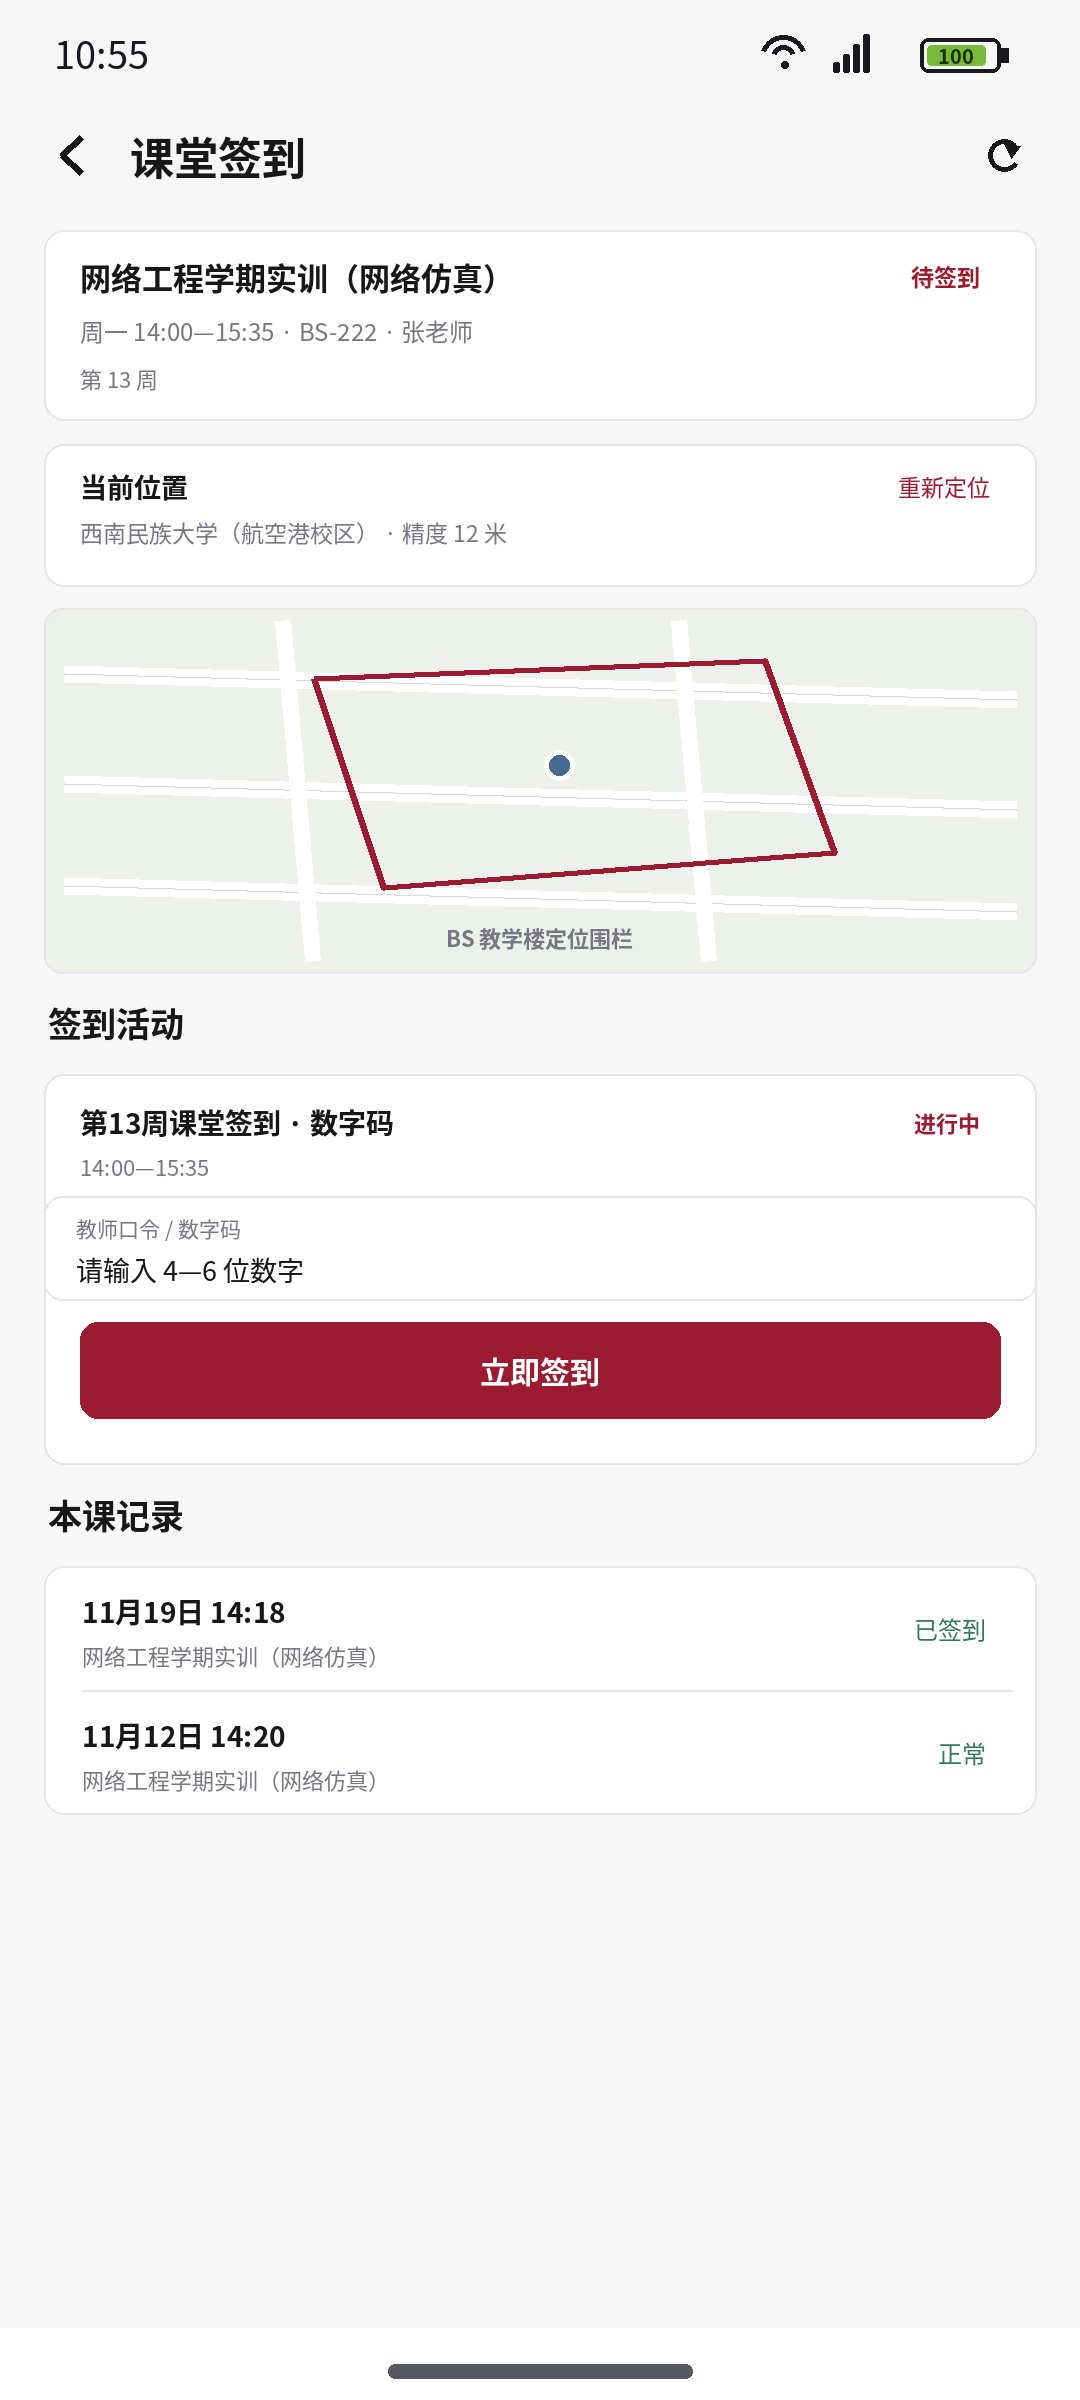 10:55
100
课堂签到
网络工程学期实训（网络仿真）
待签到
周一 14:00—15:35 · BS-222 · 张老师
第 13 周
当前位置
重新定位
西南民族大学（航空港校区） · 精度 12 米
BS 教学楼定位围栏
签到活动
第13周课堂签到 · 数字码
进行中
14:00—15:35
教师口令 / 数字码
请输入 4—6 位数字
立即签到
本课记录
11月19日 14:18
已签到
网络工程学期实训（网络仿真）
11月12日 14:20
正常
网络工程学期实训（网络仿真）